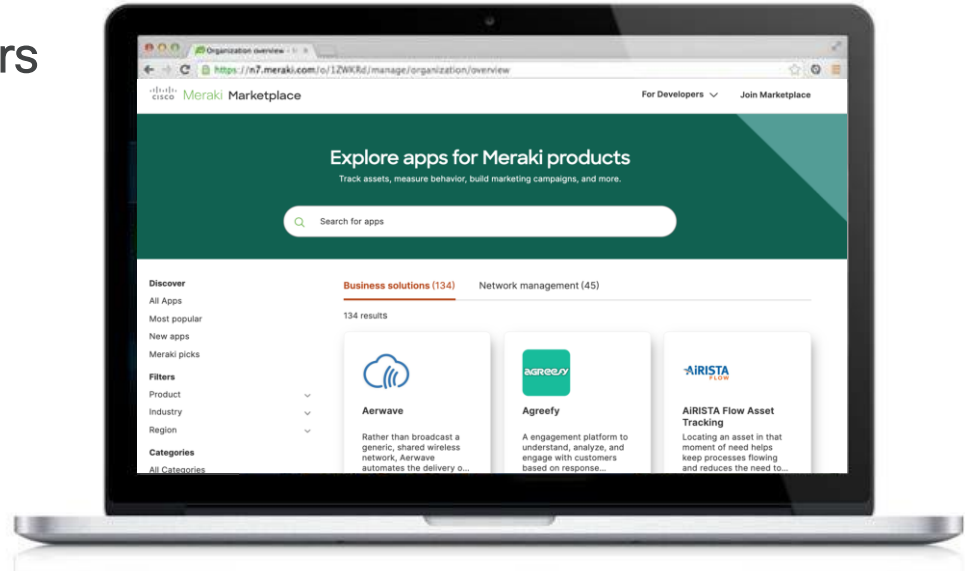 rs
Organization overview -
https://n7.meraki.com/o/1ZWKRd/manage/organization/overview
cisco Meraki Marketplace
For Developers
Join Marketplace
Explore apps for Meraki products
Track assets, measure behavior, build marketing campaigns, and more.
Search for apps
Discover
All Apps
Most popular
New apps
Meraki picks
Filters
Product
Industry
Region
Categories
All Categories
Business solutions (134)
Network management (45)
134 results
Aerwave
Rather than broadcast a
generic, shared wireless
network, Aerwave
automates the delivery o...
AGREEFY
Agreefy
A engagement platform to
understand, analyze, and
engage with customers
based on response...
AiRISTA
FLOW
AiRISTA Flow Asset
Tracking
Locating an asset in that
moment of need helps
keep processes flowing
and reduces the need to...